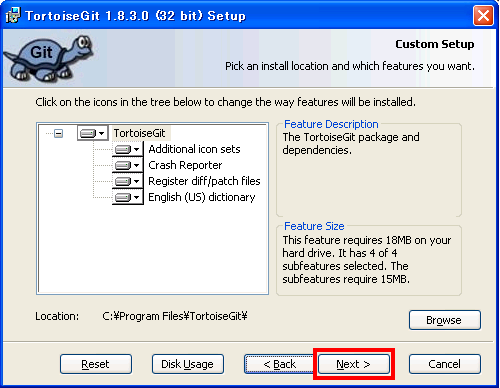 TortoiseGit 1.8.3.0 (32 bit) Setup
Git
Custom Setup
Pick an install location and which features you want.
Click on the icons in the tree below to change the way features will be installed.
TortoiseGit
Additional icon sets
Crash Reporter
Register diff/patch files
English (US) dictionary
Feature Description
The TortoiseGit package and
dependencies.
Feature Size
This feature requires 18MB on your
hard drive. It has 4 of 4
subfeatures selected. The
subfeatures require 15MB.
Location: C:¥Program Files¥TortoiseGit¥
Browse
Reset Disk Usage < Back Next > Cancel